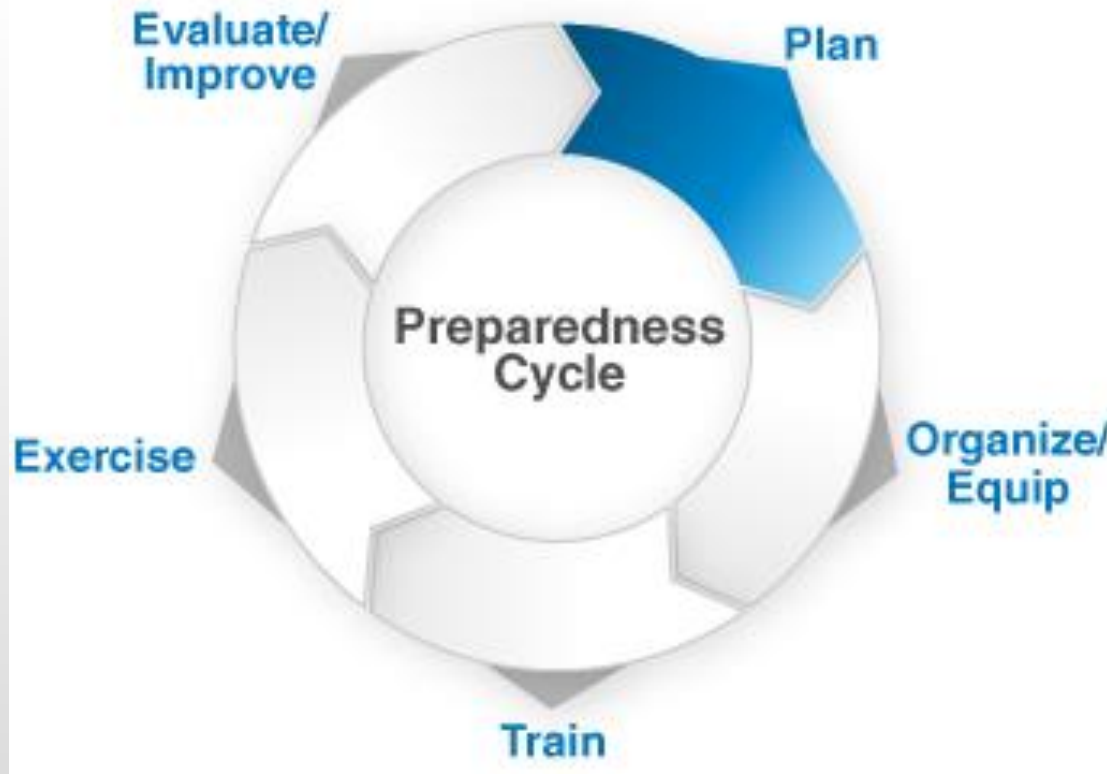 Evaluate/
Improve
Plan
Preparedness
Cycle
Exercise
Organize/
Equip
Train